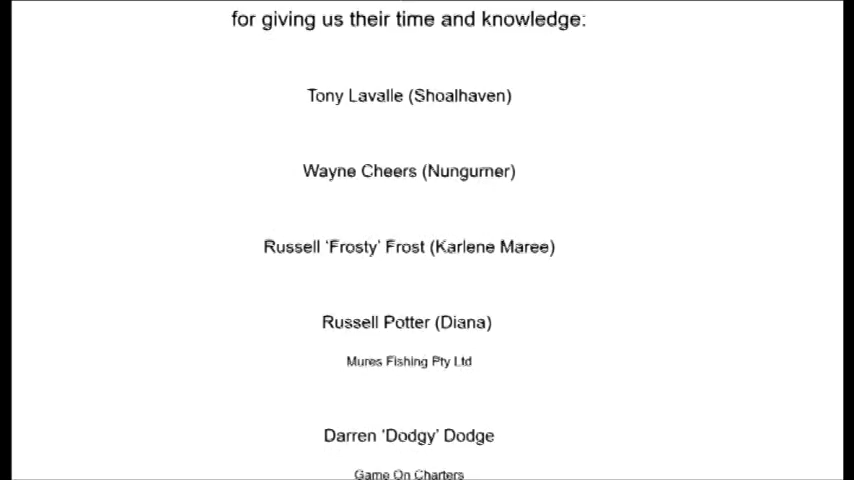 for giving us their time and knowledge:
Tony Lavalle (Shoalhaven)
Wayne Cheers (Nungurner)
Russell ‘Frosty’ Frost (Karlene Maree)
Russell Potter (Diana)
Mures Fishing Pty Ltd
Darren ‘Dodgy’ Dodge
Game On Charters